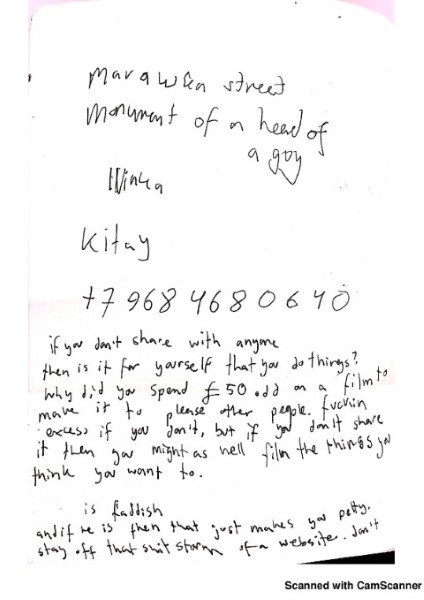 marawka street
monument of a head of
a guy
Ilinka
Kitay
+7 968 468 06 40
if you don't share with anyone
then is it for yourself that you do things?
why did you spend £50 odd on a film to
make it to please other people. fuckin
excess if you don't, but if you don't share
it then you might as well film the things you
think you want to.
is faddish
and if he is then that just makes you petty.
stay off that shit storm of a website. don't
Scanned with CamScanner